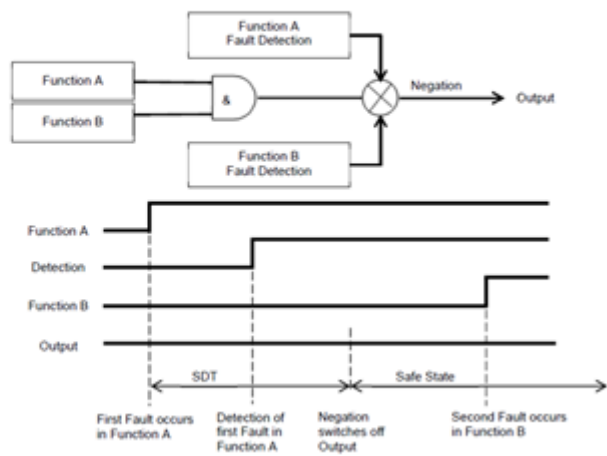 Function A
Fault Detection
Function A
Function B
&
Negation
Output
Function B
Fault Detection
Function A
Detection
Function B
Output
SDT
Safe State
First Fault occurs
in Function A
Detection of
first Fault in
Function A
Negation
switches off
Output
Second Fault occurs
in Function B